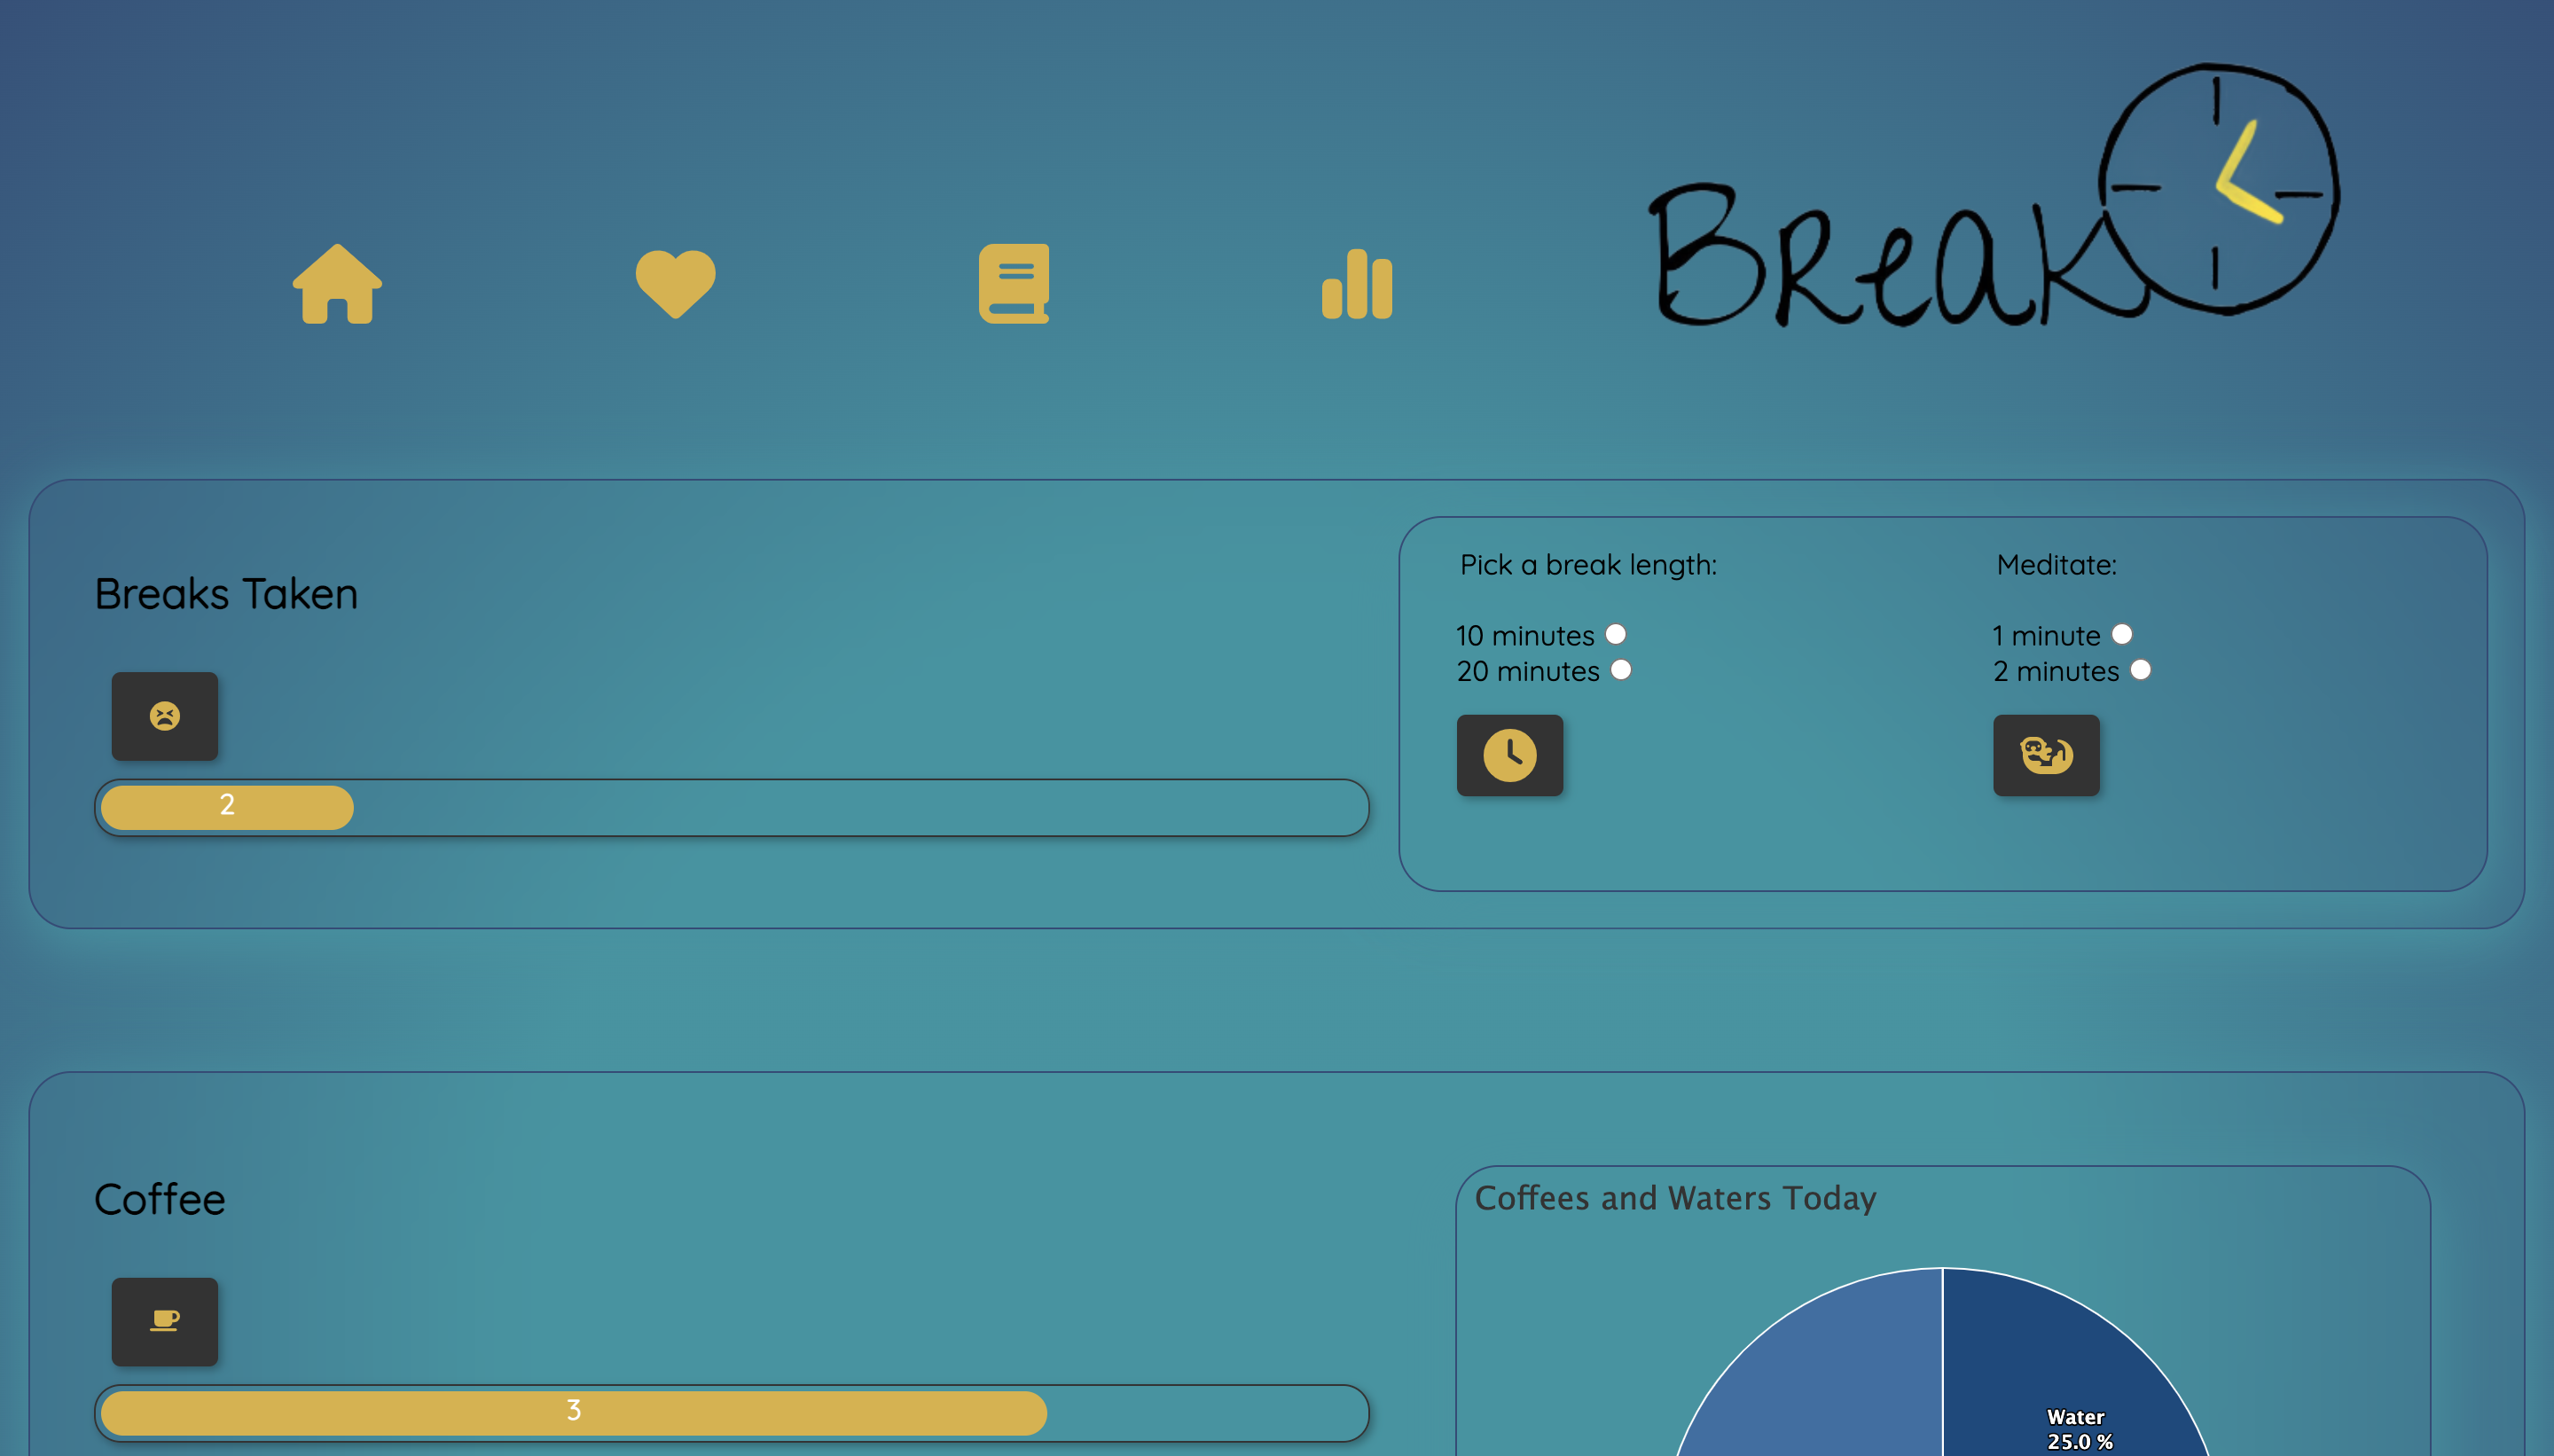 Break
Breaks Taken
2
Pick a break length:
10 minutes
20 minutes
Meditate:
1 minute
2 minutes
Coffee
3
Coffees and Waters Today
Water
25.0 %